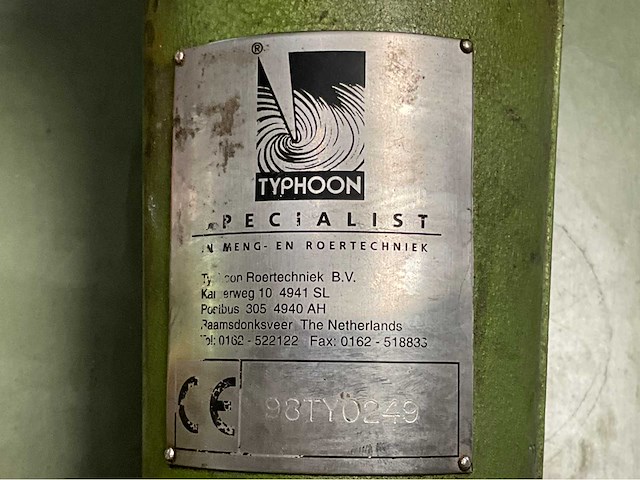 ®
TYPHOON
SPECIALIST
IN MENG- EN ROERTECHNIEK
Typhoon Roertechniek B.V.
10 4941 SL
Postbus 305 4940 AH
Raamsdonksveer, The Netherlands
Tel: 0162 - 522122 Fax: 0162 - 518833
CE
98TY0249